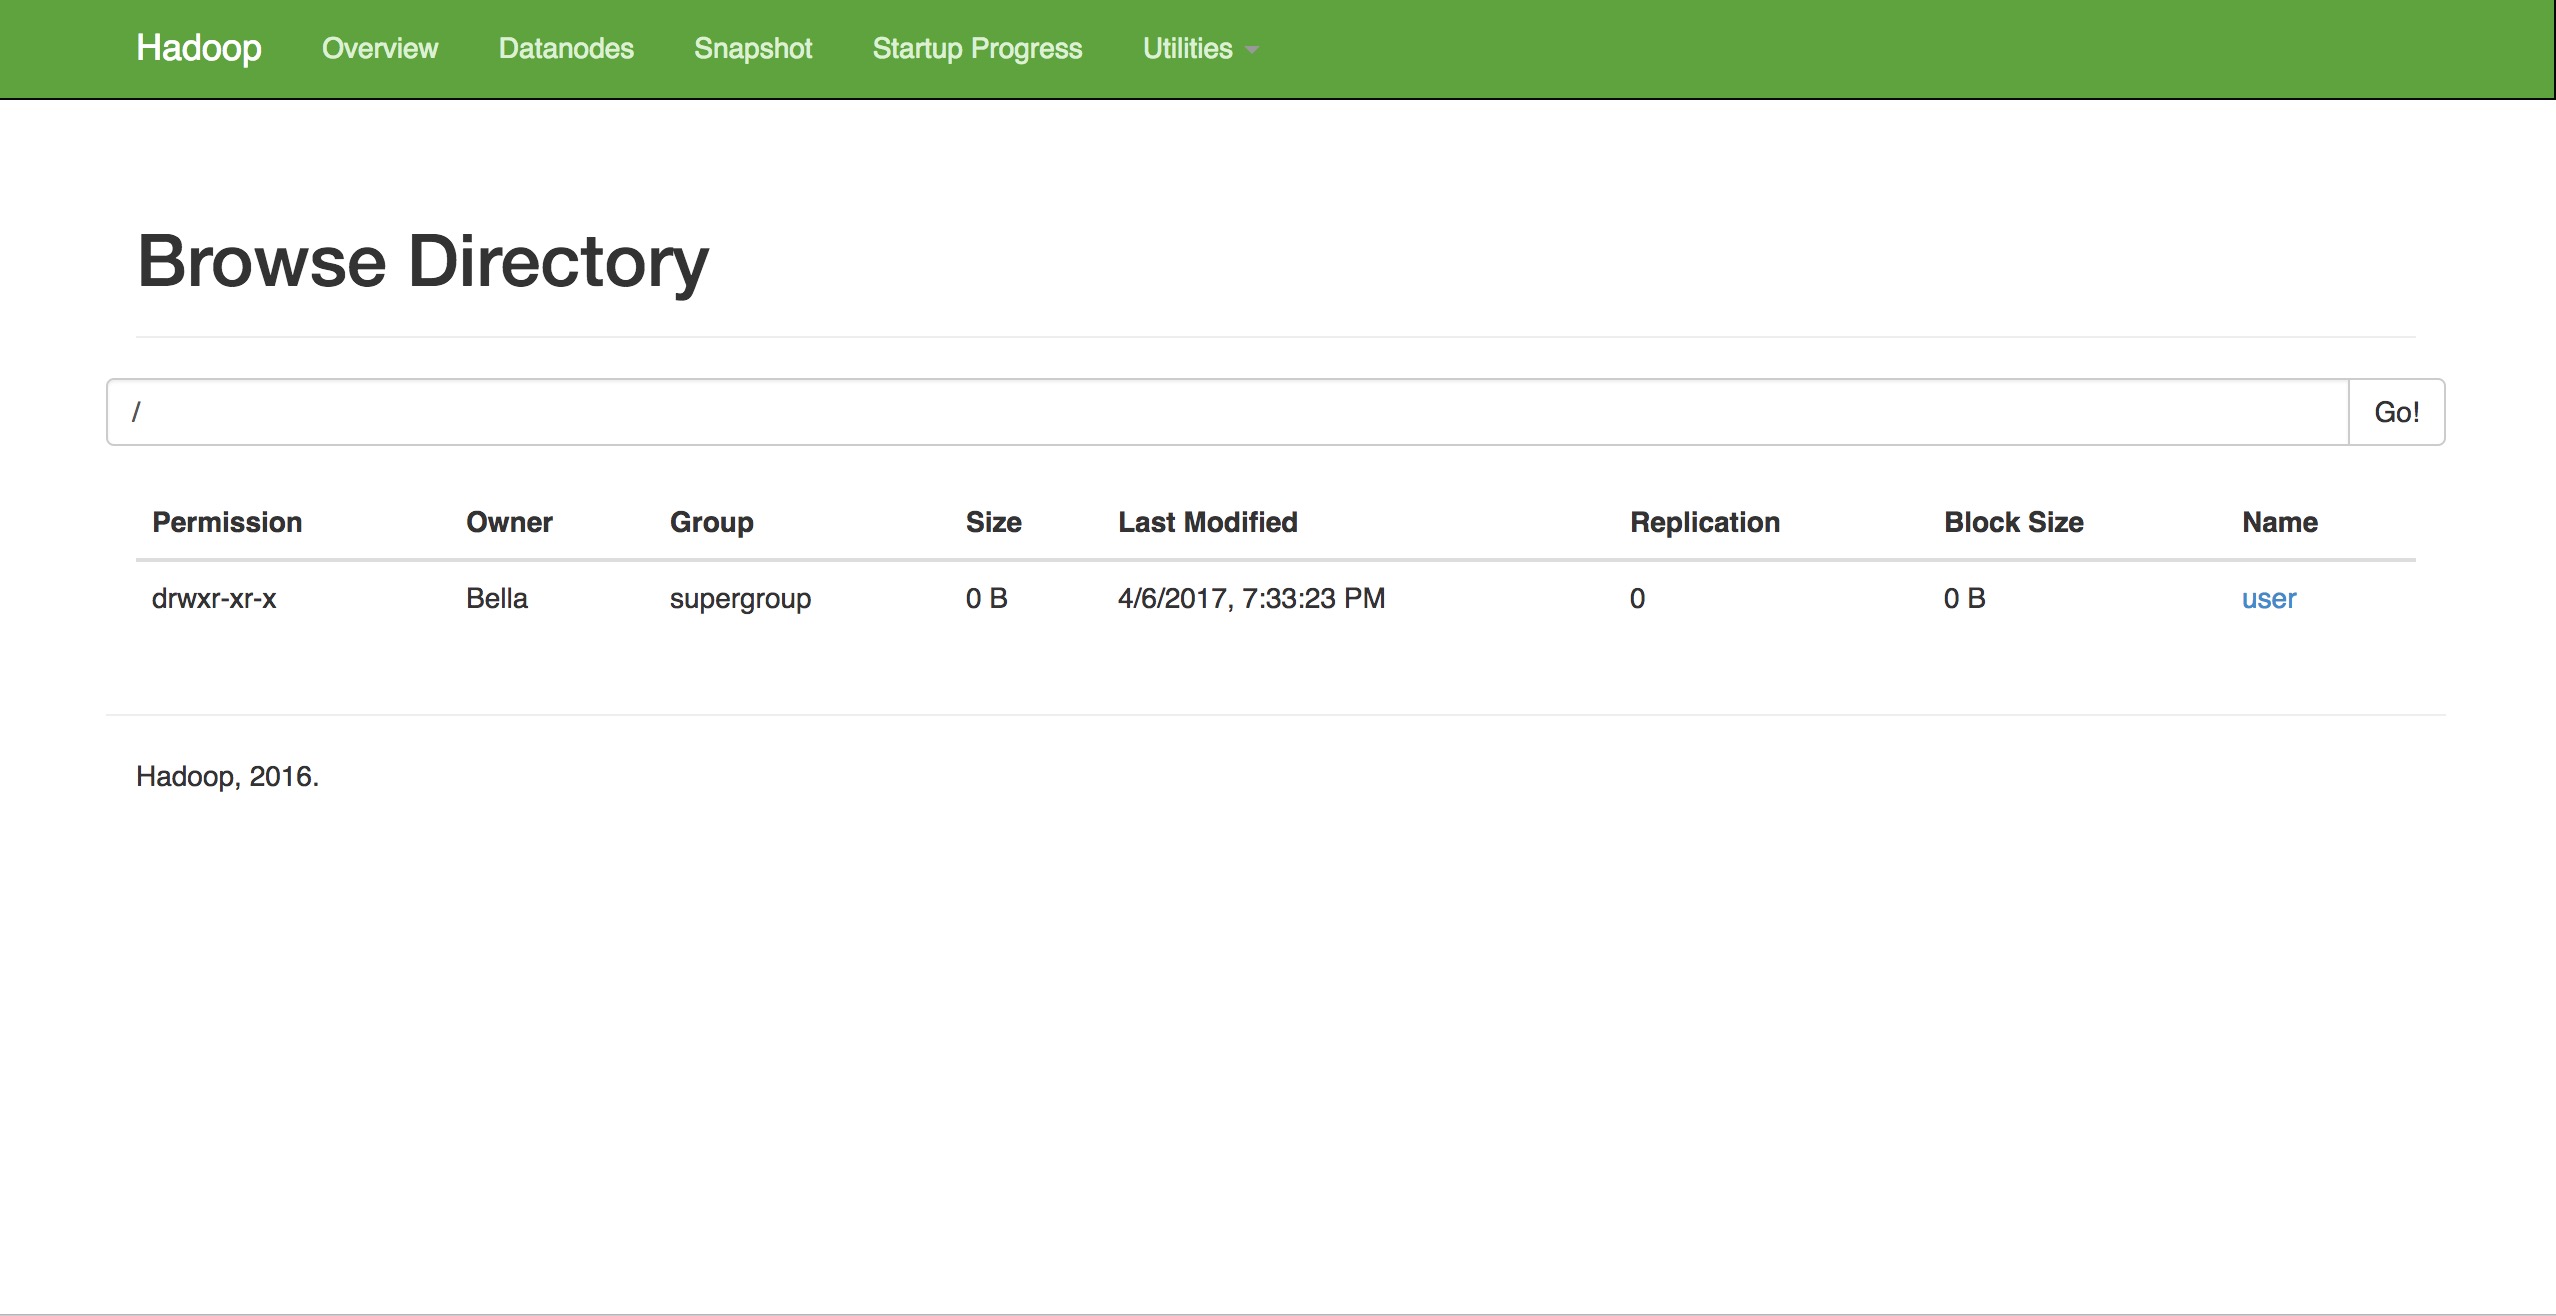 Hadoop Overview Datanodes Snapshot Startup Progress Utilities
Browse Directory
/ Go!
Permission Owner Group Size Last Modified Replication Block Size Name
drwxr-xr-x Bella supergroup 0 B 4/6/2017, 7:33:23 PM 0 0 B user
Hadoop, 2016.